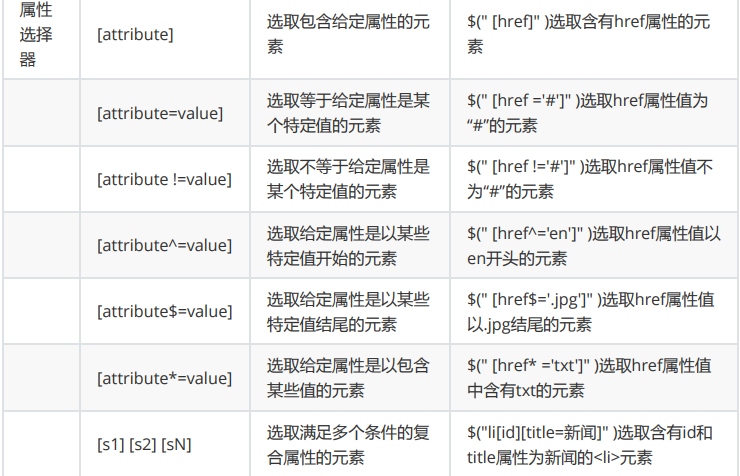 属性
选择
器
[attribute]
选取包含给定属性的元
素
$(" [href]" )选取含有href属性的元
素
[attribute=value]
选取等于给定属性是某
个特定值的元素
$(" [href ='#']" )选取href属性值为
“#”的元素
[attribute !=value]
选取不等于给定属性是
某个特定值的元素
$(" [href !='#']" )选取href属性值不
为“#”的元素
[attribute^=value]
选取给定属性是以某些
特定值开始的元素
$(" [href^='en']" )选取href属性值以
en开头的元素
[attribute$=value]
选取给定属性是以某些
特定值结尾的元素
$(" [href$='.jpg']" )选取href属性值
以.jpg结尾的元素
[attribute*=value]
选取给定属性是以包含
某些值的元素
$(" [href* ='txt']" )选取href属性值
中含有txt的元素
[s1] [s2] [sN]
选取满足多个条件的复
合属性的元素
$("li[id][title=新闻]" )选取含有id和
title属性为新闻的<li>元素